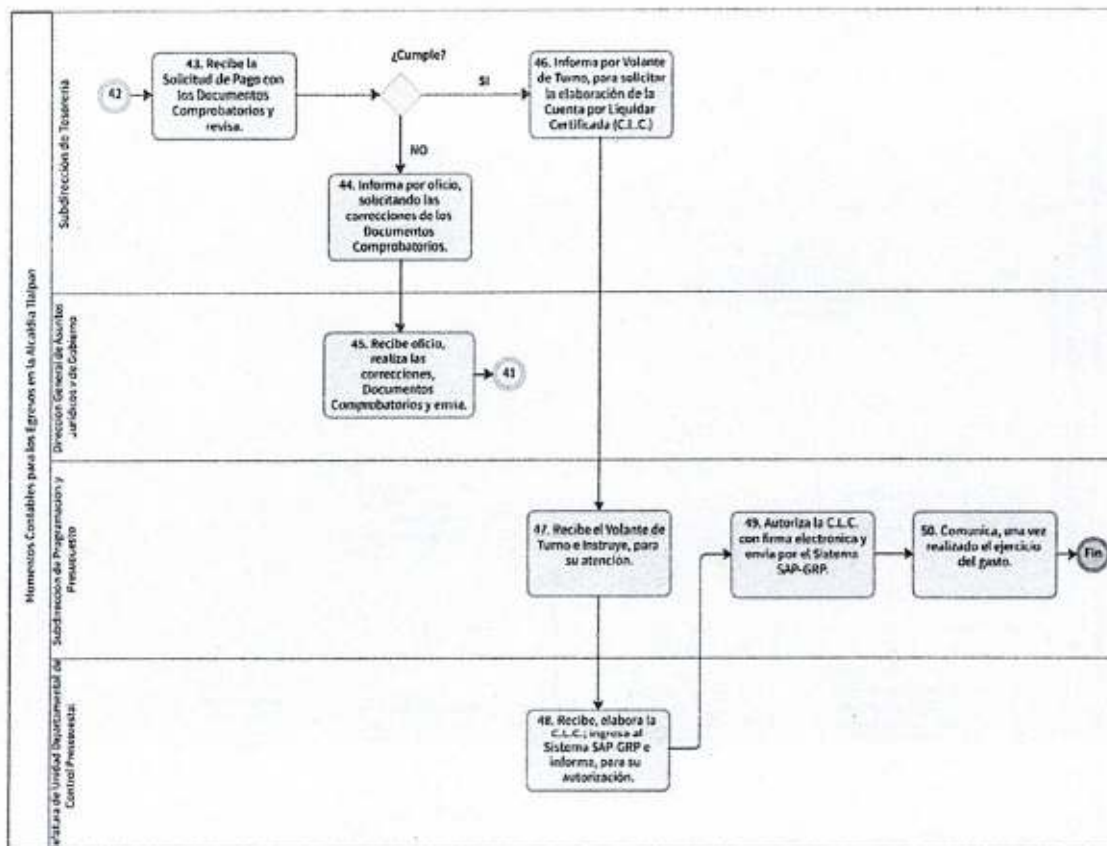 Momentos Contables para los Egresos en la Alcaldía Tlalpan
Subdirección de Tesorería
42
43. Recibe la
Solicitud de Pago con
los Documentos
Comprobatorios y
revisa.
¿Cumple?
SI
NO
46. Informa por Volante
de Turno, para solicitar
la elaboración de la
Cuenta por Liquidar
Certificada (C.L.C.)
44. Informa por oficio,
solicitando las
correcciones de los
Documentos
Comprobatorios.
Dirección General de Asuntos
Jurídicos y de Gobierno
45. Recibe oficio,
realiza las
correcciones,
Documentos
Comprobatorios y envía.
41
Subdirección de Programación y
Presupuesto
47. Recibe el Volante de
Turno e Instruye, para
su atención.
49. Autoriza la C.L.C.
con firma electrónica y
envía por el Sistema
SAP-GRP.
50. Comunica, una vez
realizado el ejercicio
del gasto.
Fin
efatura de Unidad Departamental de
Control Presupuestal
48. Recibe, elabora la
C.L.C.; ingresa al
Sistema SAP GRP e
informa, para su
autorización.